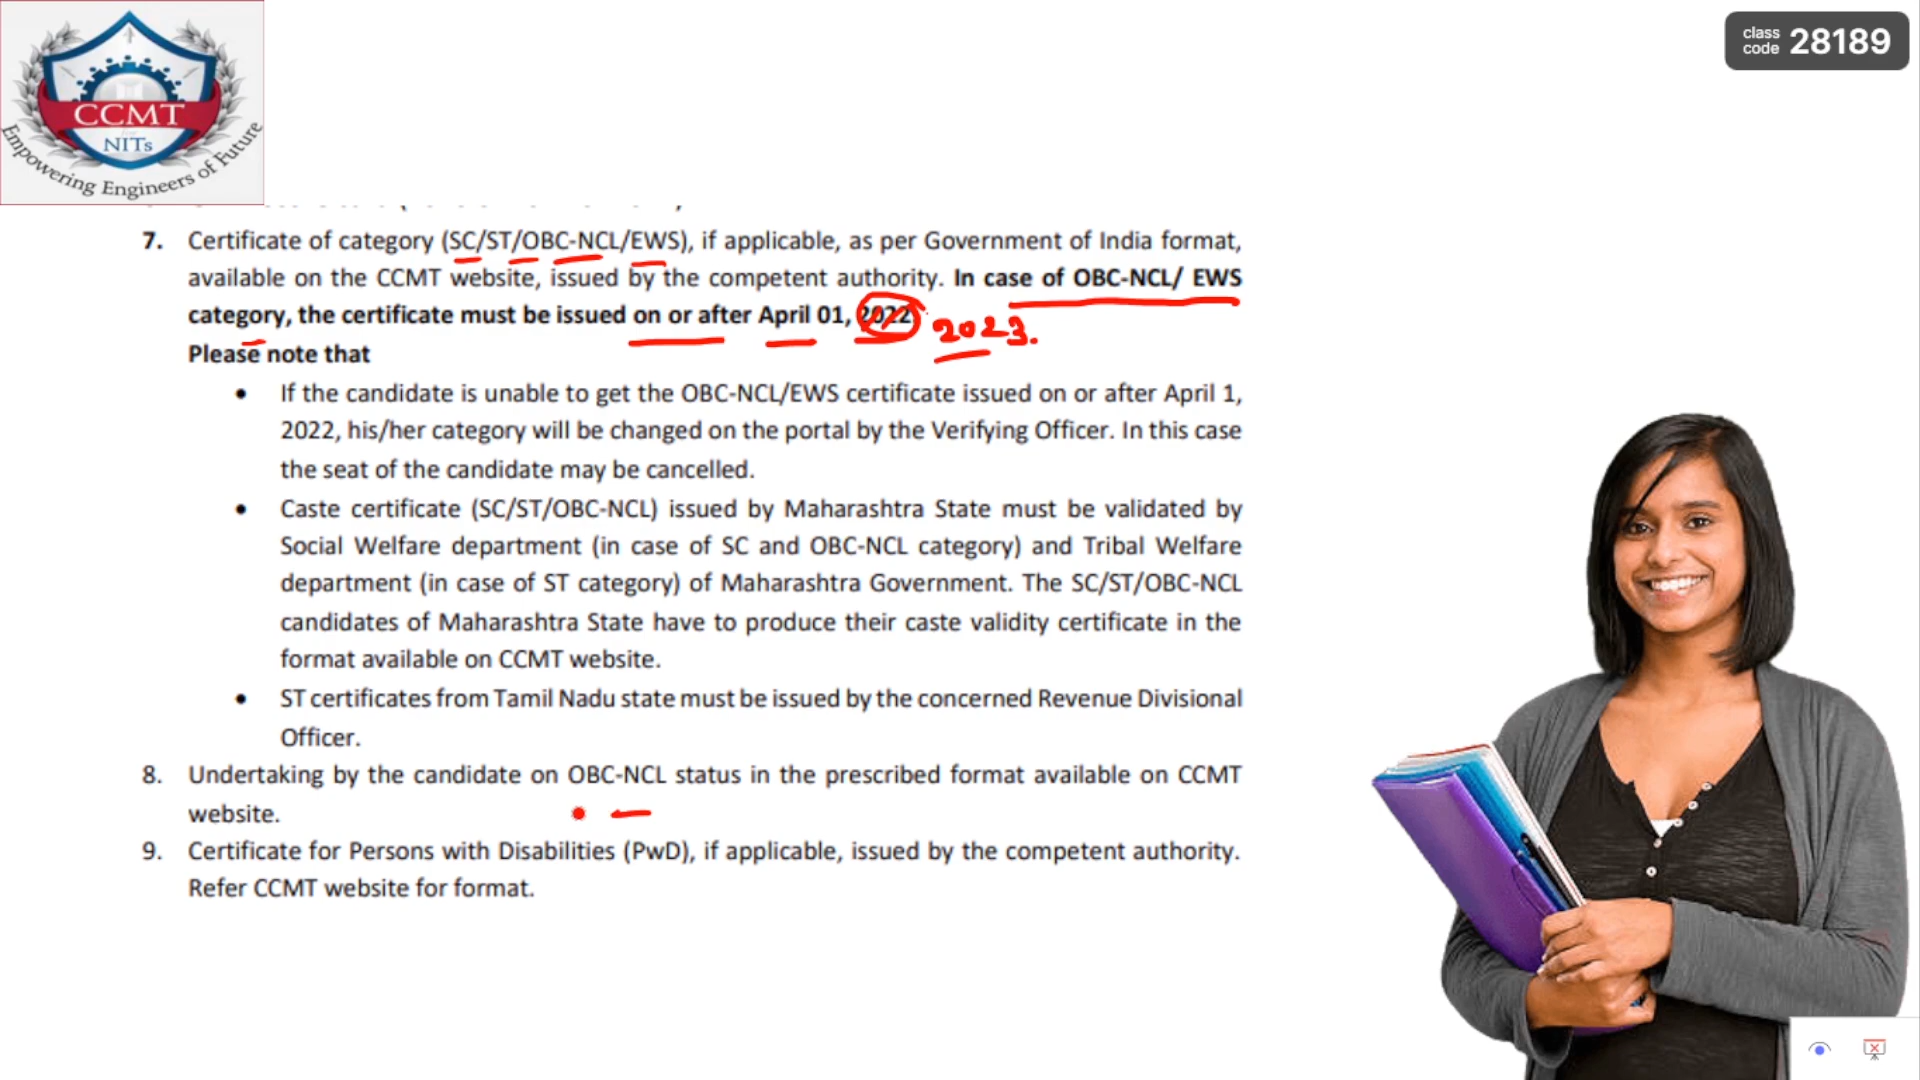 CCMT
NITs
Empowering Engineers of Future
class
code 28189
7. Certificate of category (SC/ST/OBC-NCL/EWS), if applicable, as per Government of India format,
available on the CCMT website, issued by the competent authority. In case of OBC-NCL/ EWS
category, the certificate must be issued on or after April 01, 2022. 2023.
Please note that
• If the candidate is unable to get the OBC-NCL/EWS certificate issued on or after April 1,
2022, his/her category will be changed on the portal by the Verifying Officer. In this case
the seat of the candidate may be cancelled.
• Caste certificate (SC/ST/OBC-NCL) issued by Maharashtra State must be validated by
Social Welfare department (in case of SC and OBC-NCL category) and Tribal Welfare
department (in case of ST category) of Maharashtra Government. The SC/ST/OBC-NCL
candidates of Maharashtra State have to produce their caste validity certificate in the
format available on CCMT website.
• ST certificates from Tamil Nadu state must be issued by the concerned Revenue Divisional
Officer.
8. Undertaking by the candidate on OBC-NCL status in the prescribed format available on CCMT
website.
9. Certificate for Persons with Disabilities (PwD), if applicable, issued by the competent authority.
Refer CCMT website for format.